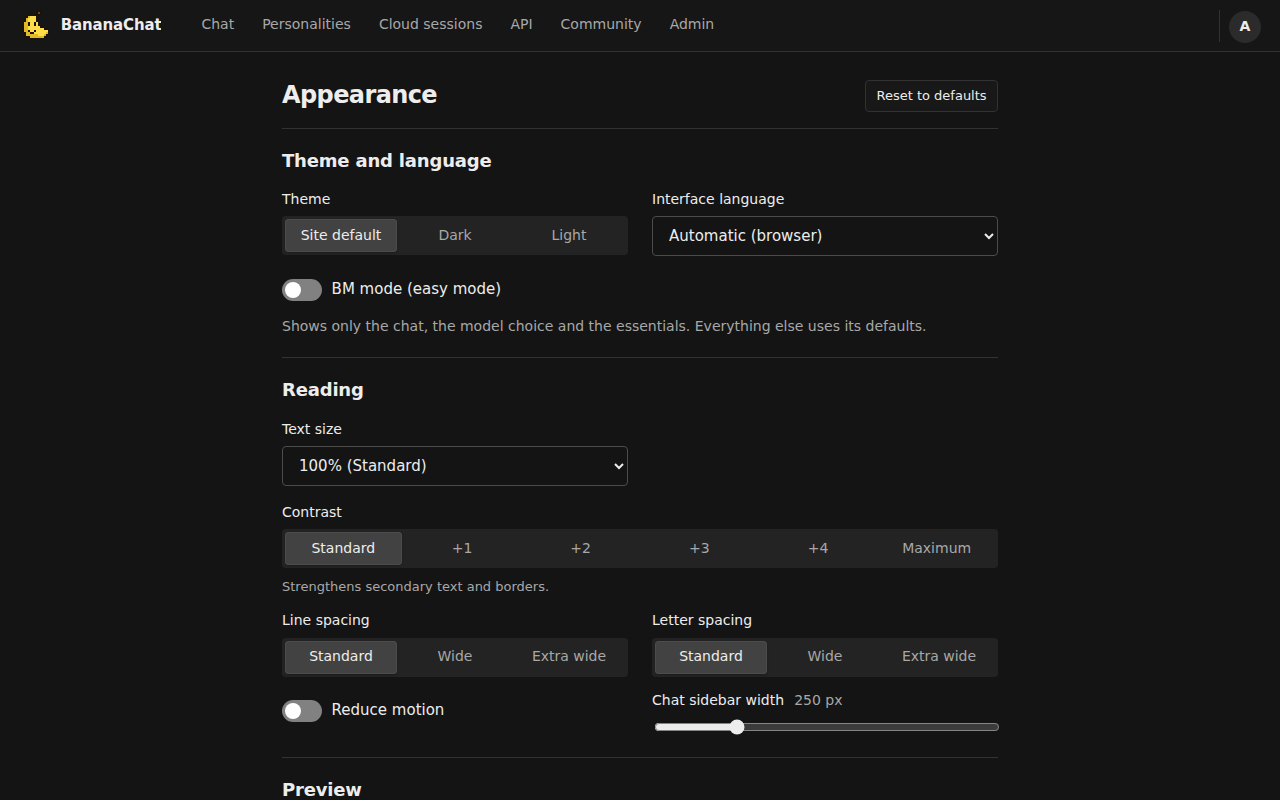 BananaChat
Chat Personalities Cloud sessions API Community Admin
A
Appearance
Reset to defaults
Theme and language
Theme
Interface language
Site default Dark Light
Automatic (browser)
BM mode (easy mode)
Shows only the chat, the model choice and the essentials. Everything else uses its defaults.
Reading
Text size
100% (Standard)
Contrast
Standard +1 +2 +3 +4 Maximum
Strengthens secondary text and borders.
Line spacing
Letter spacing
Standard Wide Extra wide
Standard Wide Extra wide
Reduce motion
Chat sidebar width 250 px
Preview